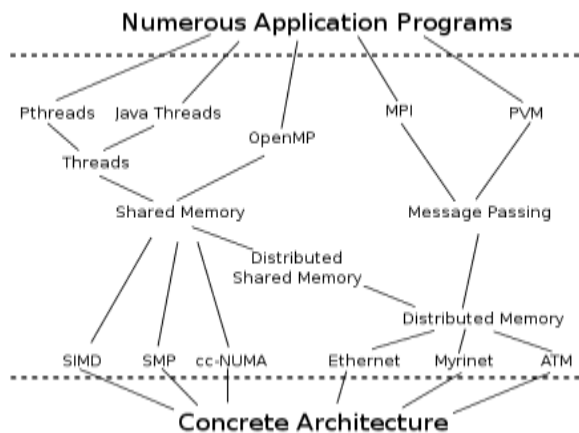 Numerous Application Programs
Pthreads
Java Threads
MPI
PVM
OpenMP
Threads
Shared Memory
Message Passing
Distributed
Shared Memory
Distributed Memory
SIMD
SMP
cc-NUMA
Ethernet
Myrinet
ATM
Concrete Architecture